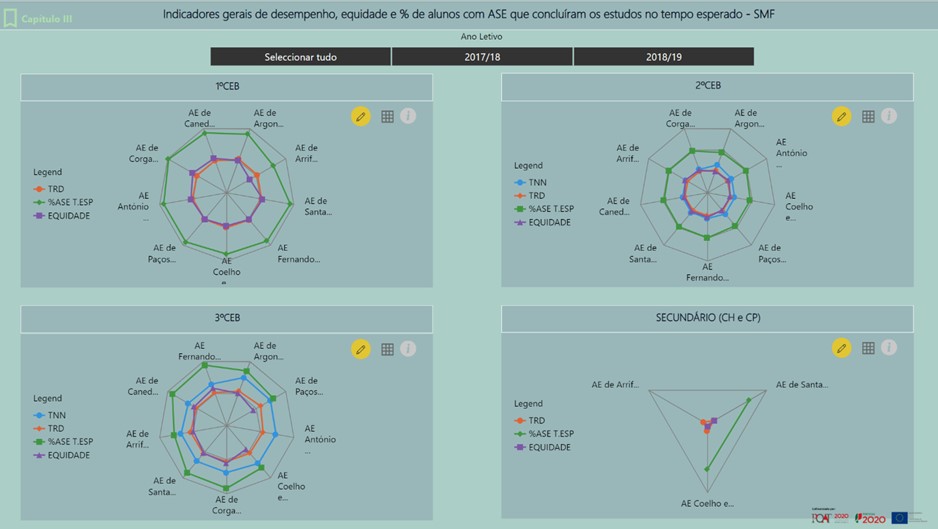 Capítulo III
Indicadores gerais de desempenho, equidade e % de alunos com ASE que concluíram os estudos no tempo esperado - SMF
Ano Letivo
Seleccionar tudo
2017/18
2018/19
1ºCEB
Legend
TRD
%ASE T.ESP
EQUIDADE
AE de
Caned...
AE de
Argon...
AE de
Arrif...
AE de
Santa...
AE
Fernando...
AE
Coelho
e
AE de
Paços...
AE
António
...
AE de
Corga...
2ºCEB
Legend
TNN
TRD
%ASE T.ESP
EQUIDADE
AE de
Corga...
AE de
Argon...
AE
António
...
AE
Coelho
e...
AE de
Paços...
AE
Fernando...
AE de
Santa...
AE de
Caned...
AE de
Arrif...
3ºCEB
Legend
TNN
TRD
%ASE T.ESP
EQUIDADE
AE
Fernando...
AE de
Argon...
AE de
Paços...
AE
António
...
AE
Coelho
e...
AE de
Corga...
AE de
Santa...
AE de
Arrif...
AE de
Caned...
SECUNDÁRIO (CH e CP)
Legend
TRD
%ASE T.ESP
EQUIDADE
AE de Arrif...
AE de Santa...
AE Coelho e...
2020
2020